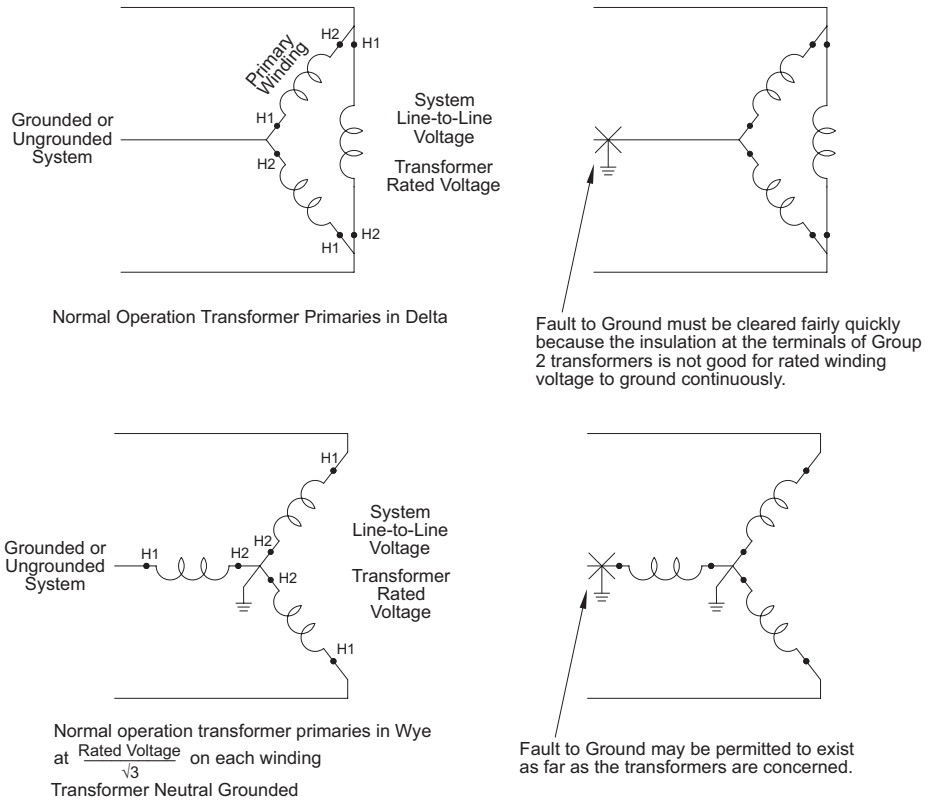 H2
H1
Primary
Winding
Grounded or
Ungrounded
System
H1
H2
System
Line-to-Line
Voltage
Transformer
Rated Voltage
H2
H1
Normal Operation Transformer Primaries in Delta
Fault to Ground must be cleared fairly quickly
because the insulation at the terminals of Group
2 transformers is not good for rated winding
voltage to ground continuously.
H1
System
Line-to-Line
Voltage
Transformer
Rated
Voltage
Grounded or
Ungrounded
System
H1
H2
H2
H2
H1
Normal operation transformer primaries in Wye
at Rated Voltage/√3 on each winding
Transformer Neutral Grounded
Fault to Ground may be permitted to exist
as far as the transformers are concerned.